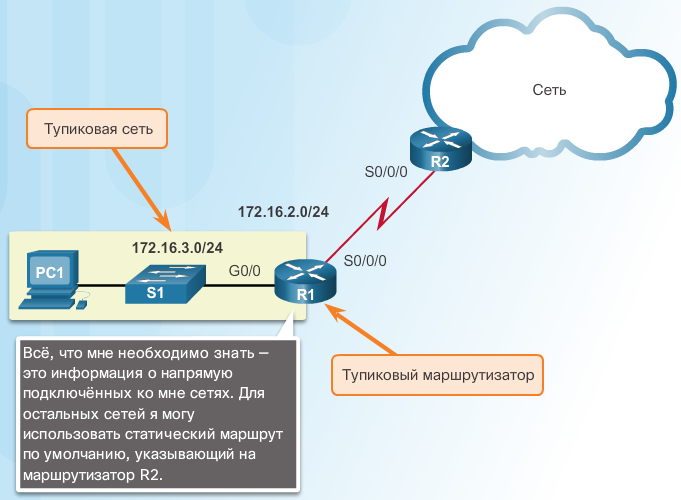 Сеть
Тупиковая сеть
R2
S0/0/0
172.16.2.0/24
172.16.3.0/24
S0/0/0
PC1
G0/0
S1
R1
Всё, что мне необходимо знать –
это информация о напрямую
подключённых ко мне сетях. Для
остальных сетей я могу
использовать статический маршрут
по умолчанию, указывающий на
маршрутизатор R2.
Тупиковый маршрутизатор